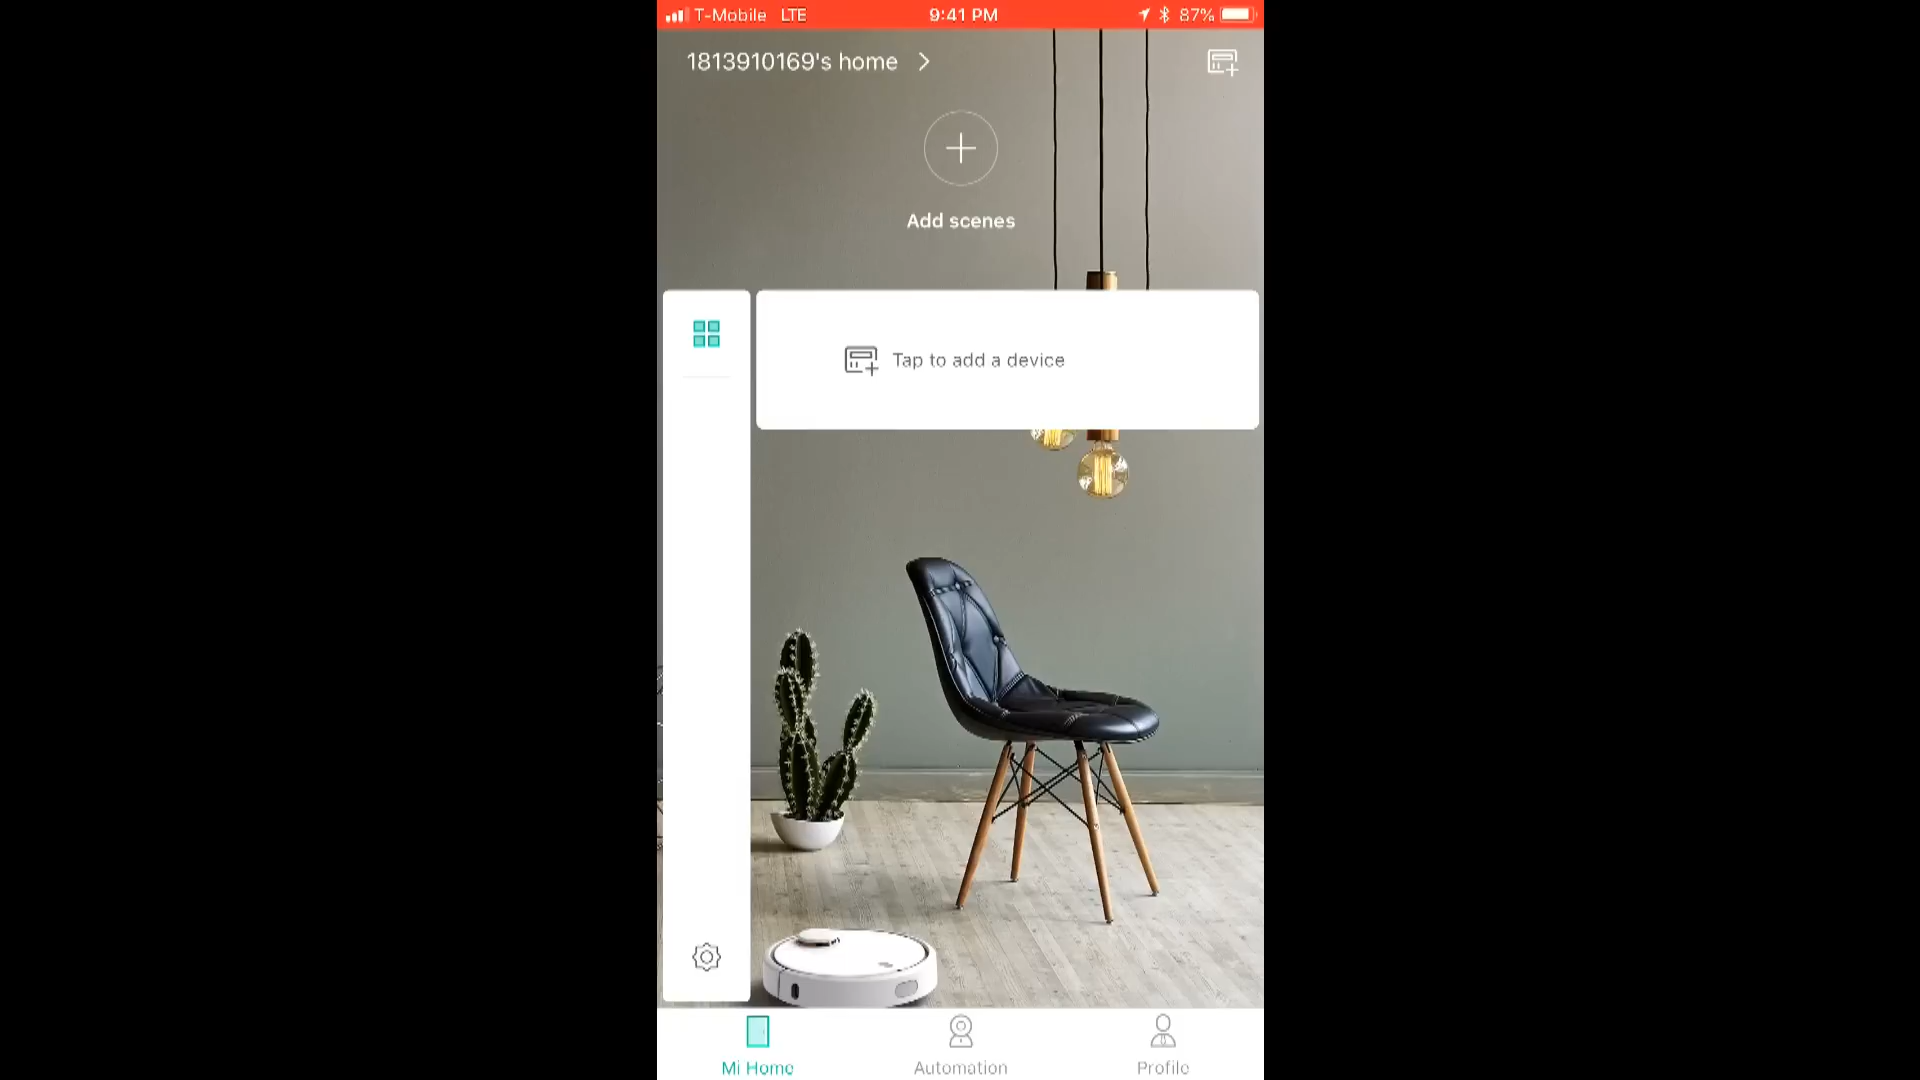 T-Mobile LTE 9:41 PM 87%
1813910169's home
Add scenes
Tap to add a device
Mi Home Automation Profile